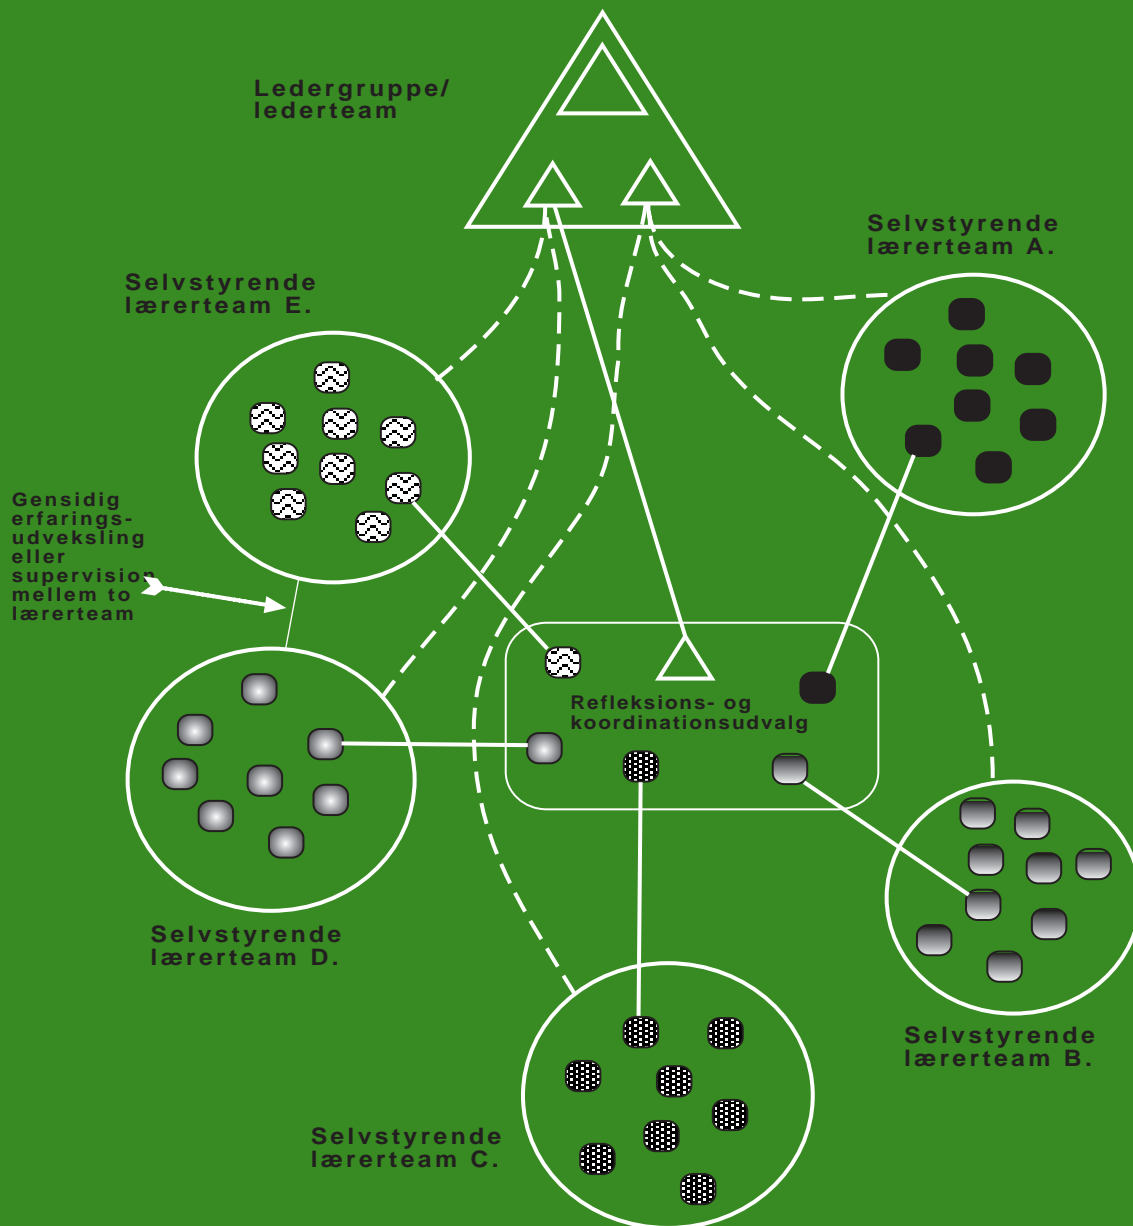 Ledergruppe/
lederteam
Selvstyrende
lærerteam A.
Selvstyrende
lærerteam E.
Gensidig
erfarings-
udveksling
eller
supervision
mellem to
lærerteam
Refleksions- og
koordinationsudvalg
Selvstyrende
lærerteam D.
Selvstyrende
lærerteam B.
Selvstyrende
lærerteam C.